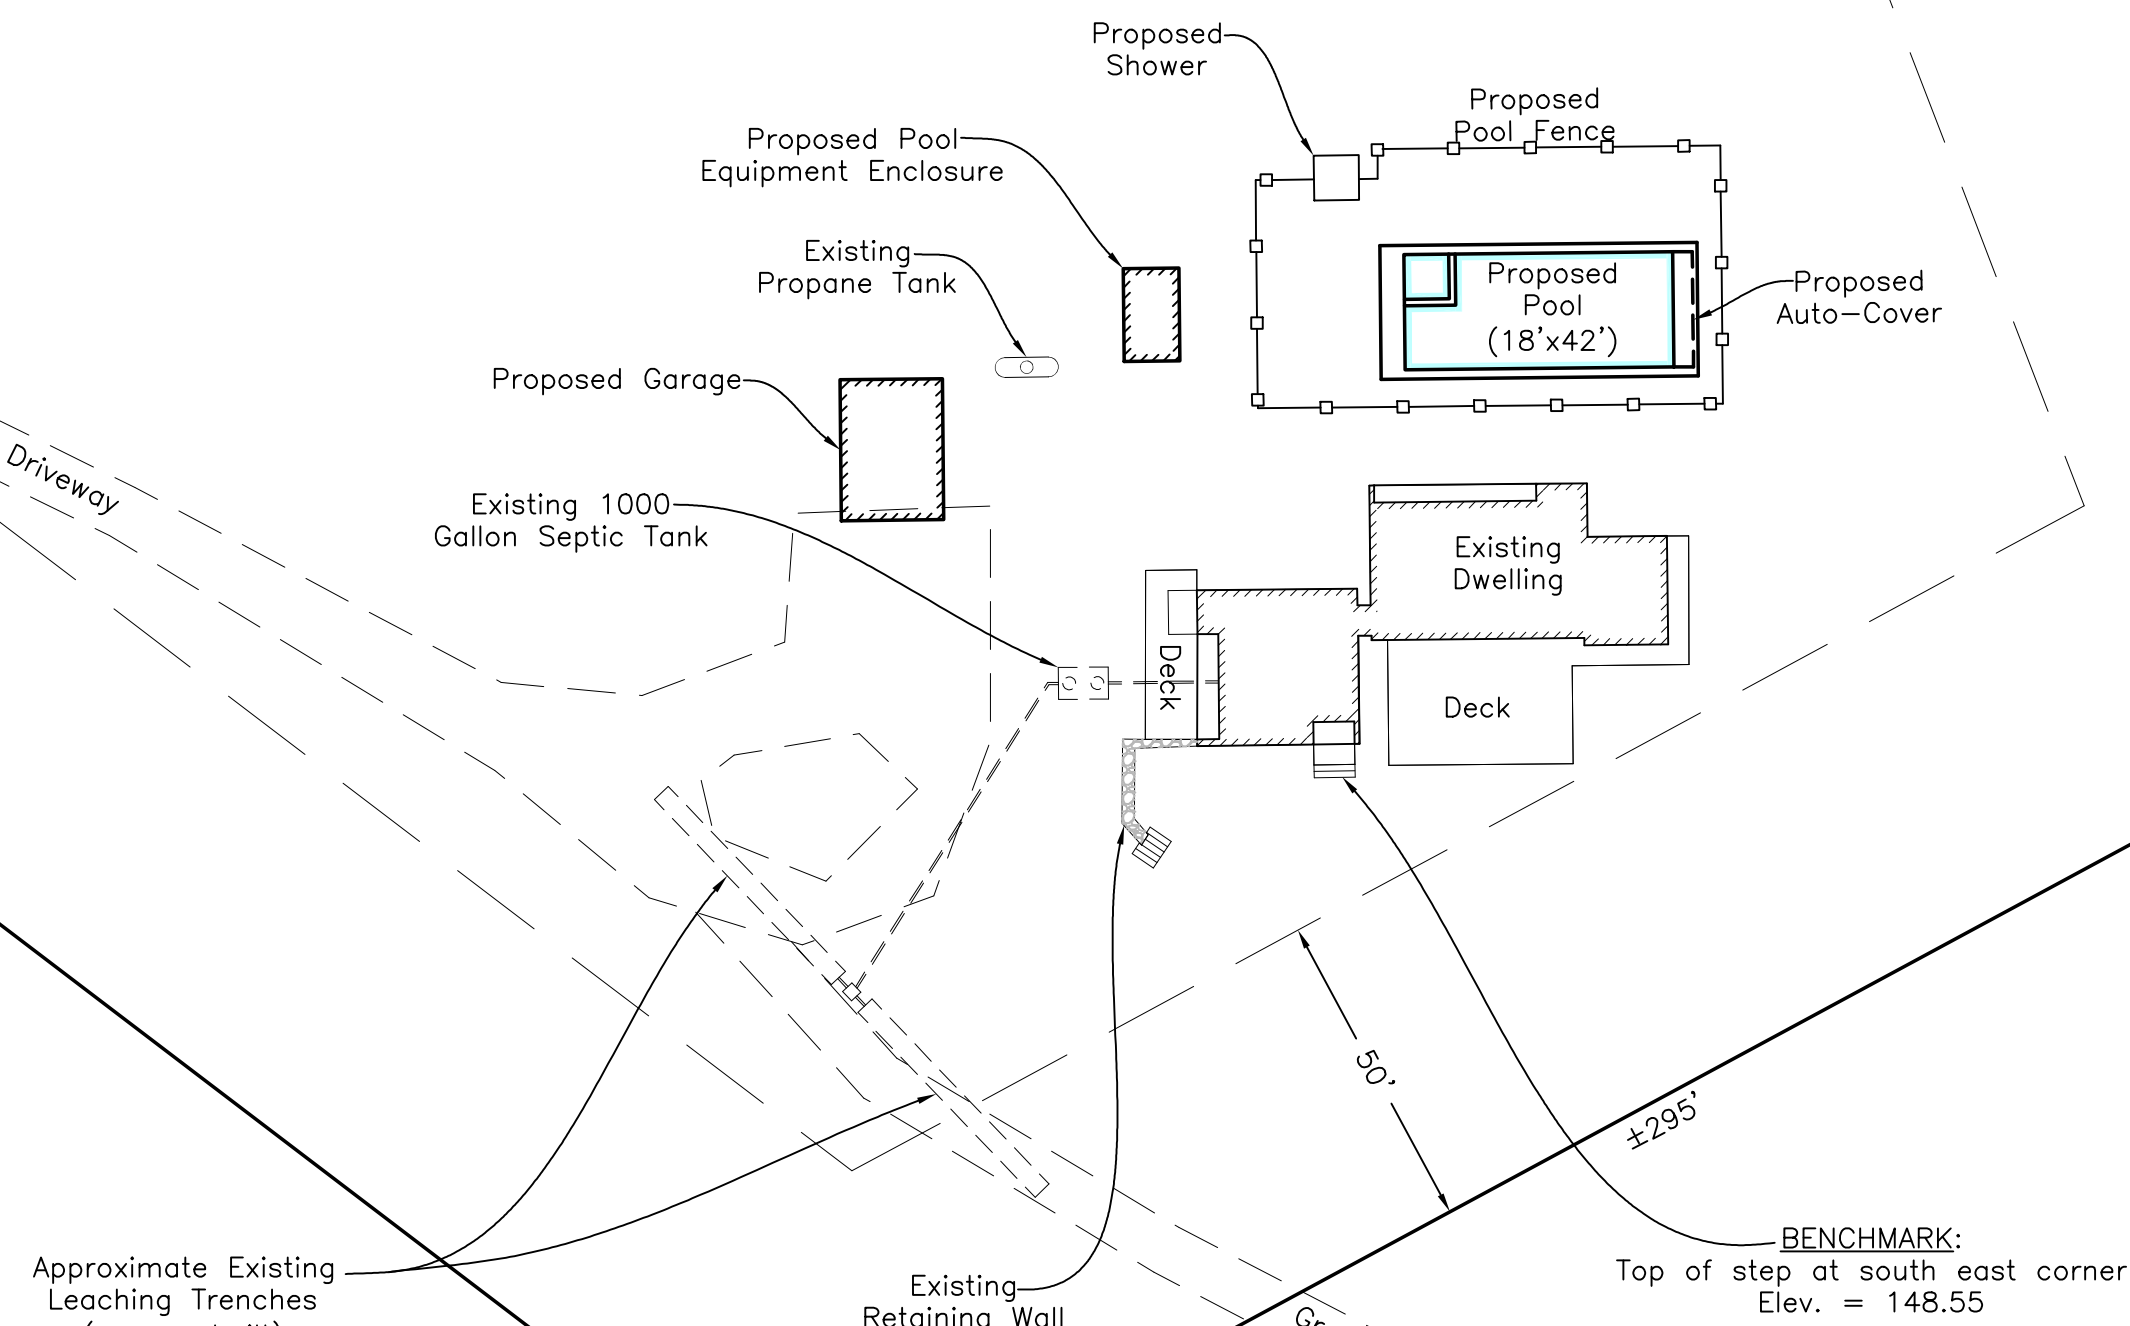 Proposed
Shower
Proposed
Pool Fence
Proposed Pool
Equipment Enclosure
Existing
Propane Tank
Proposed
Pool
(18'x42')
Proposed
Auto-Cover
Proposed Garage
Driveway
Existing 1000
Gallon Septic Tank
Existing
Dwelling
Deck
Deck
50'
±295'
BENCHMARK:
Top of step at south east corner
Elev. = 148.55
Approximate Existing
Leaching Trenches
Existing
Retaining Wall